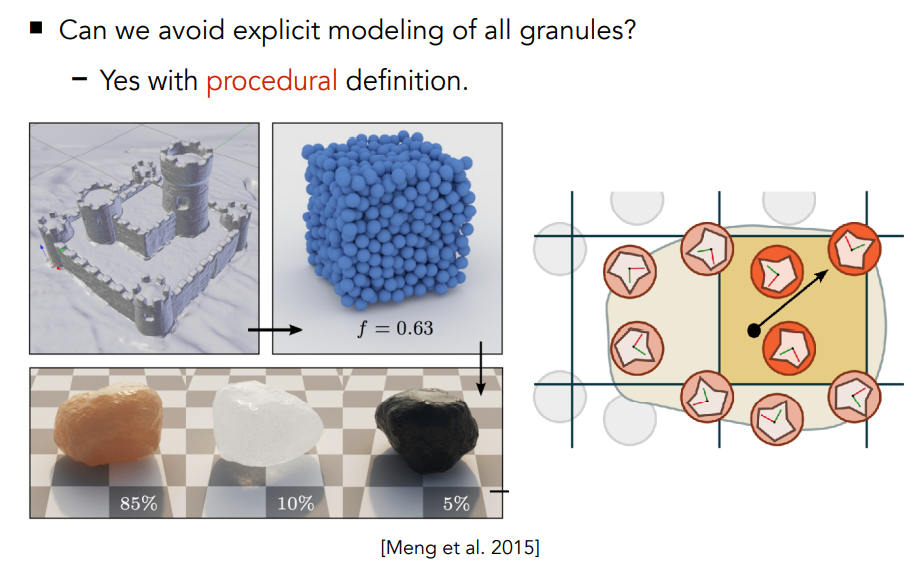 Can we avoid explicit modeling of all granules?
– Yes with procedural definition.
f = 0.63
85%
10%
5%
[Meng et al. 2015]